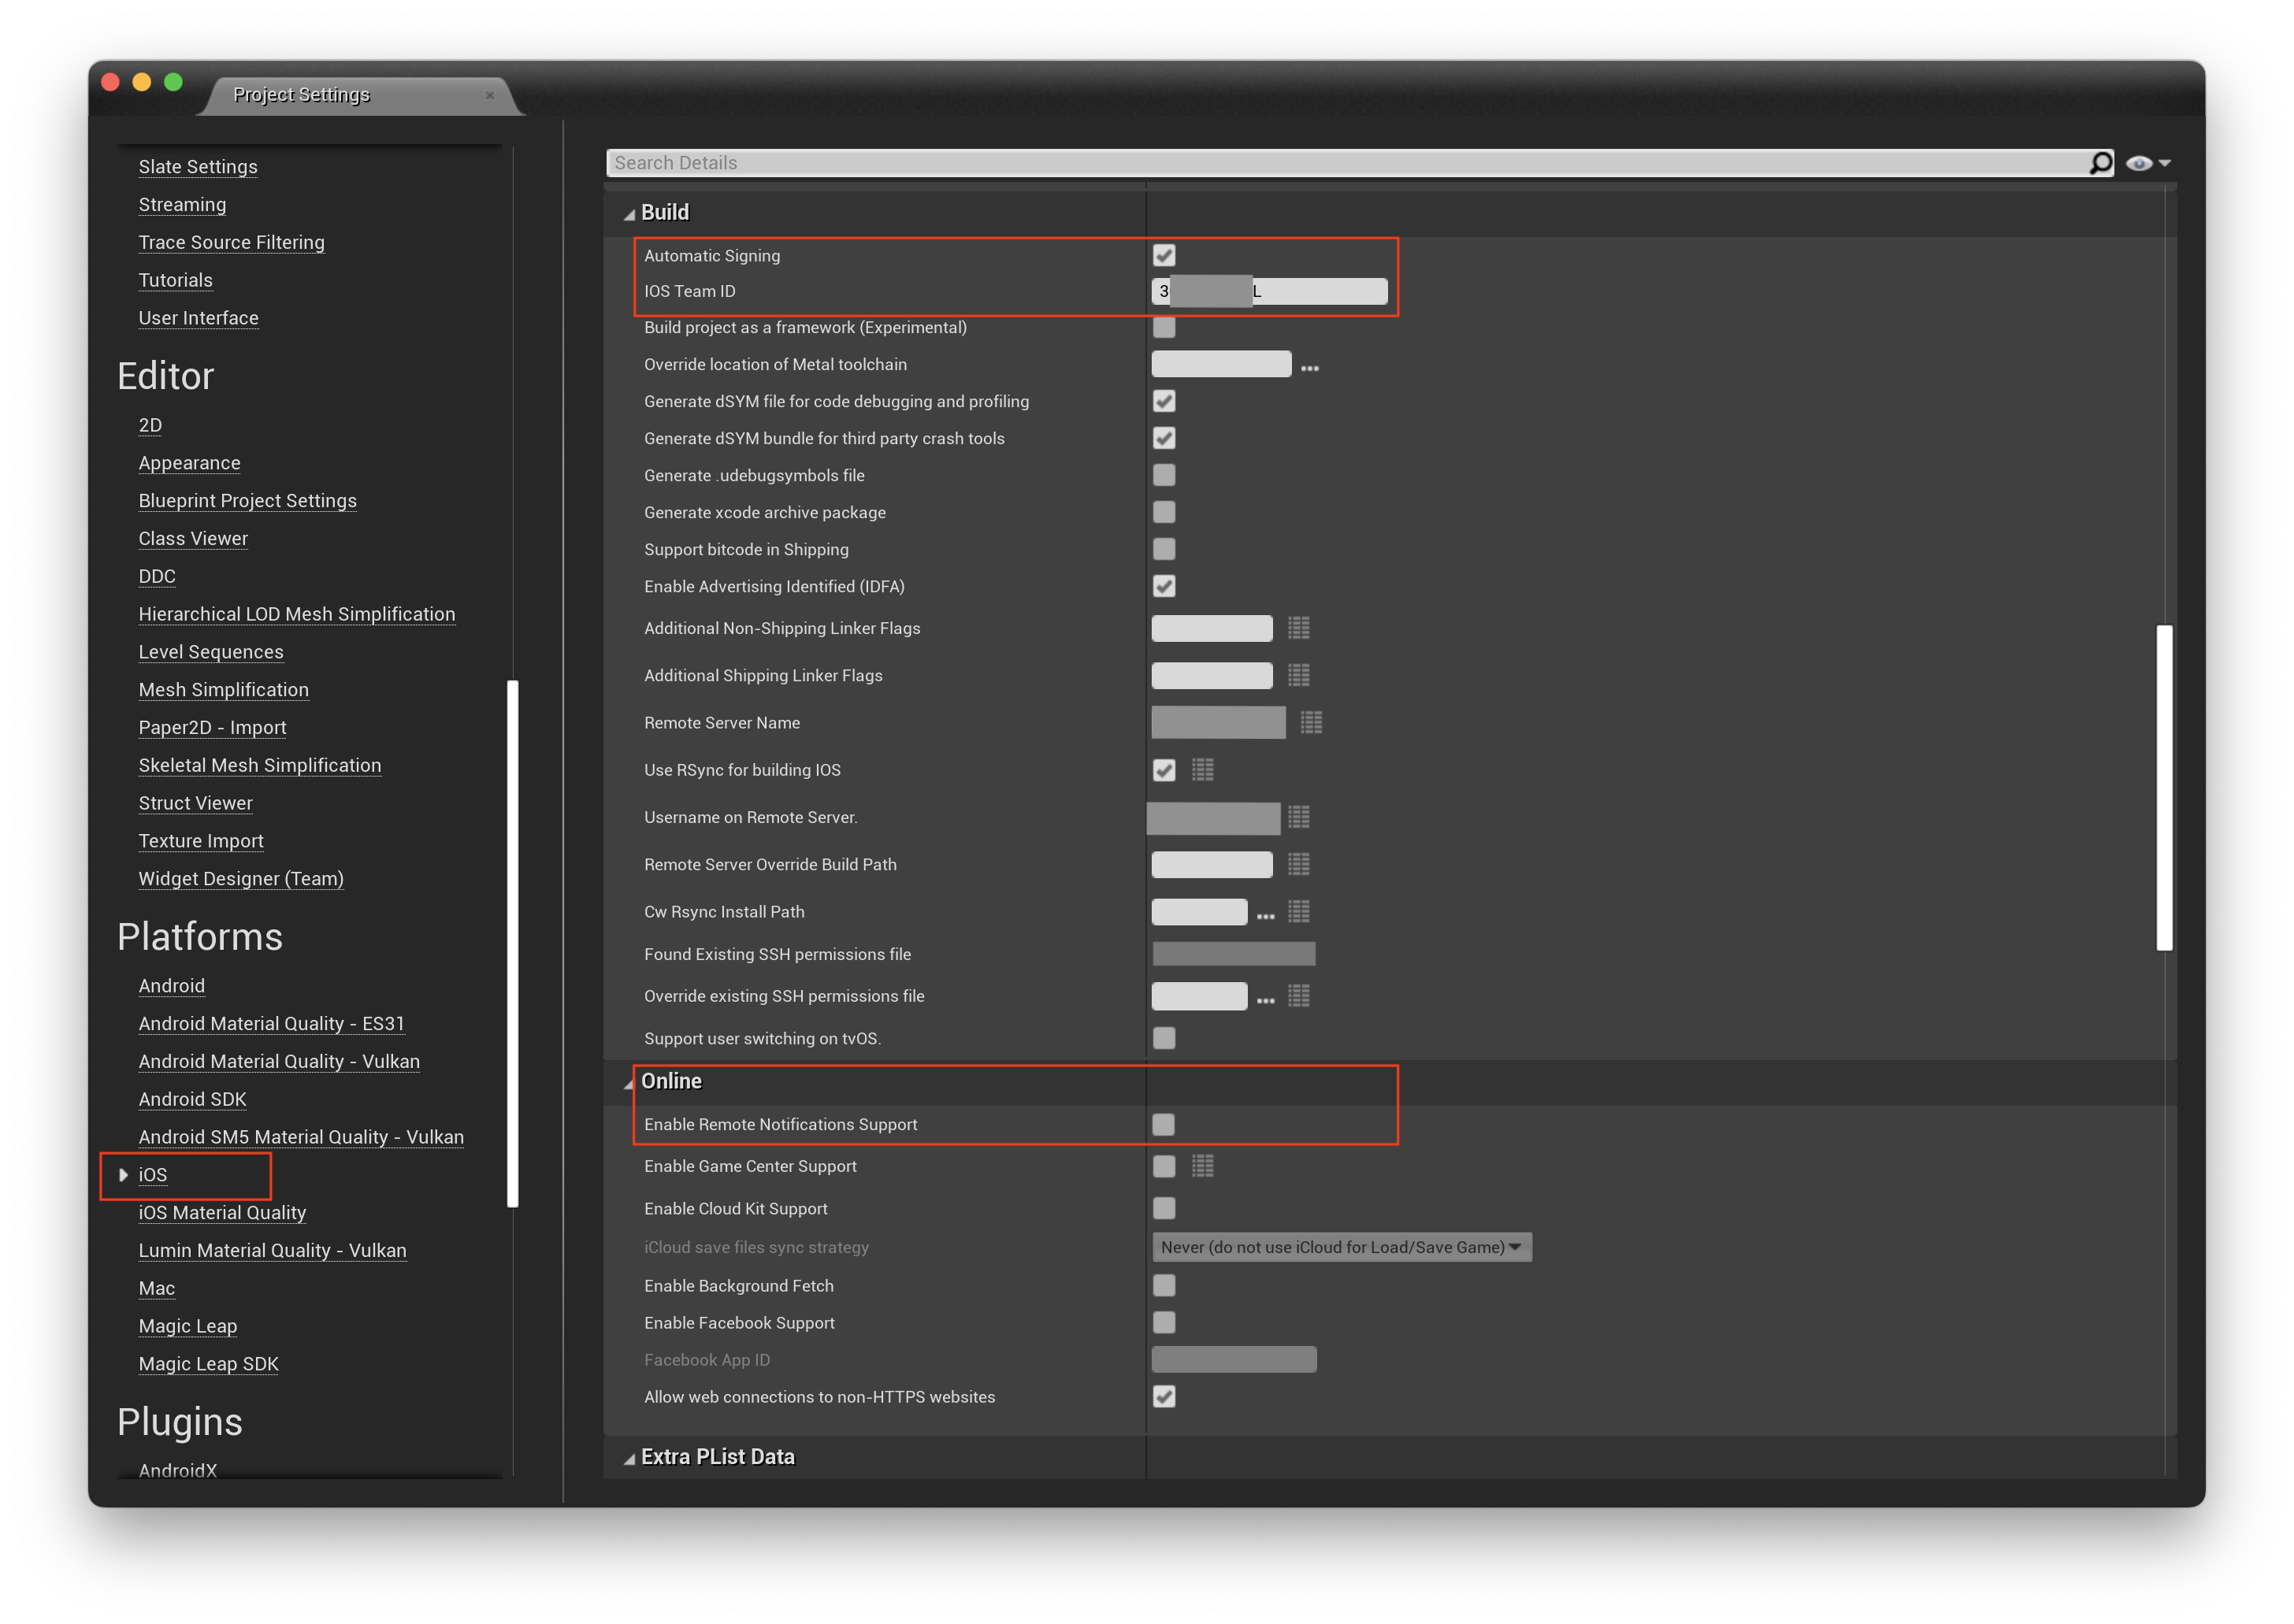 Project Settings
Slate Settings
Streaming
Trace Source Filtering
Tutorials
User Interface
Editor
2D
Appearance
Blueprint Project Settings
Class Viewer
DDC
Hierarchical LOD Mesh Simplification
Level Sequences
Mesh Simplification
Paper2D - Import
Skeletal Mesh Simplification
Struct Viewer
Texture Import
Widget Designer (Team)
Platforms
Android
Android Material Quality - ES31
Android Material Quality - Vulkan
Android SDK
Android SM5 Material Quality - Vulkan
iOS
iOS Material Quality
Lumin Material Quality - Vulkan
Mac
Magic Leap
Magic Leap SDK
Plugins
AndroidX
Search Details
Build
Automatic Signing
IOS Team ID 3 L
Build project as a framework (Experimental)
Override location of Metal toolchain
Generate dSYM file for code debugging and profiling
Generate dSYM bundle for third party crash tools
Generate .udebugsymbols file
Generate xcode archive package
Support bitcode in Shipping
Enable Advertising Identified (IDFA)
Additional Non-Shipping Linker Flags
Additional Shipping Linker Flags
Remote Server Name
Use RSync for building IOS
Username on Remote Server.
Remote Server Override Build Path
Cw Rsync Install Path
Found Existing SSH permissions file
Override existing SSH permissions file
Support user switching on tvOS.
Online
Enable Remote Notifications Support
Enable Game Center Support
Enable Cloud Kit Support
iCloud save files sync strategy Never (do not use iCloud for Load/Save Game)
Enable Background Fetch
Enable Facebook Support
Facebook App ID
Allow web connections to non-HTTPS websites
Extra PList Data